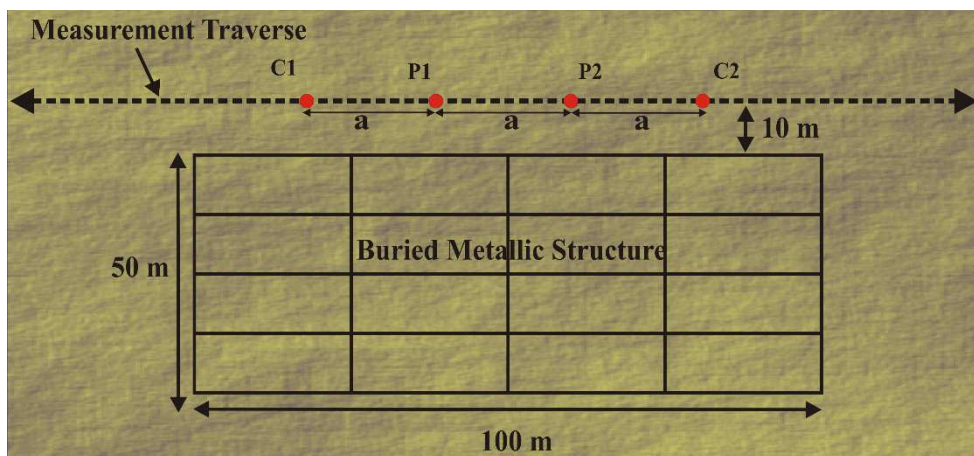 Measurement Traverse
C1
P1
P2
C2
a
a
a
10 m
Buried Metallic Structure
50 m
100 m